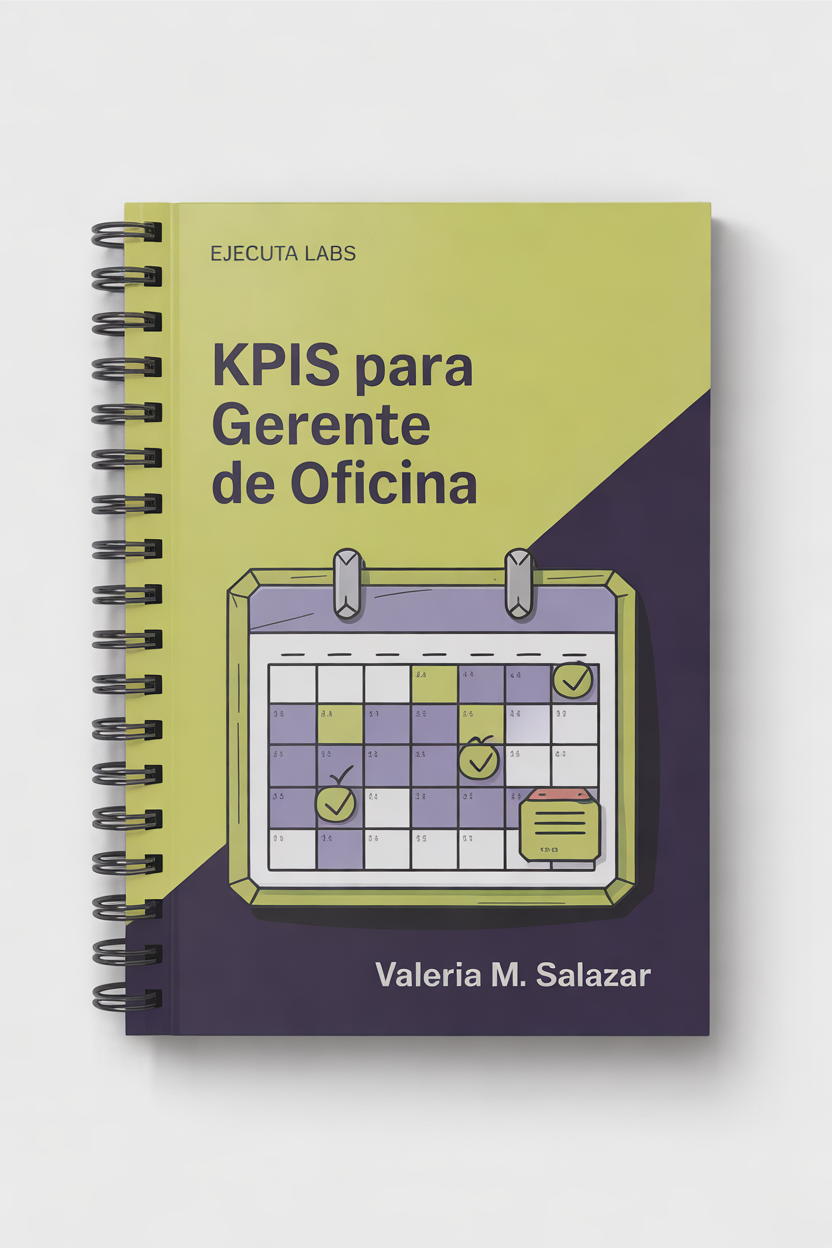 EJECUTA LABS
KPIS para
Gerente
de Oficina
Valeria M. Salazar